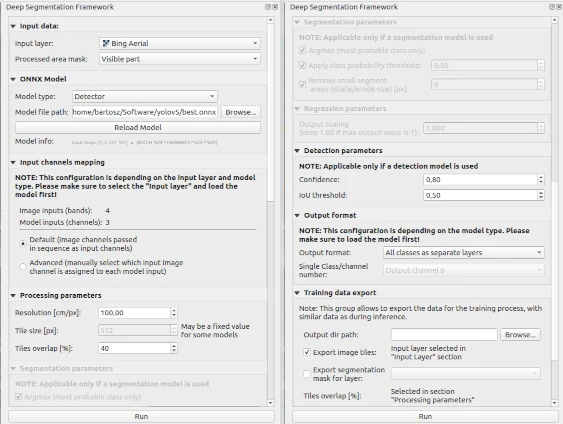 Deep Segmentation Framework
Input data:
Input layer: Bing Aerial
Processed area mask: Visible part
ONNX Model
Model type: Detector
Model file path: home/bartosz/Software/yolov5/best.onnx Browse...
Reload Model
Model info:
Input channels mapping
NOTE: This configuration is depending on the input layer and model
type. Please make sure to select the "Input layer" and load the
model first!
Image inputs (bands): 4
Model inputs (channels): 3
Default (image channels passed
in sequence as input channels)
Advanced (manually select which input image
channel is assigned to each model input)
Processing parameters
Resolution [cm/px]: 100,00
Tile size [px]: 512 May be a fixed value
for some models
Tiles overlap [%]: 40
Segmentation parameters
NOTE: Applicable only if a segmentation model is used
Argmax (most probable class only)
Run
Deep Segmentation Framework
Segmentation parameters
NOTE: Applicable only if a segmentation model is used
Argmax (most probable class only)
Apply class probability threshold: 0,50
Remove small segment
areas (dilate/erode size) [px]: 9
Regression parameters
Output scaling
(keep 1.00 if max output value is 1): 1,000
Detection parameters
NOTE: Applicable only if a detection model is used
Confidence: 0,80
IoU threshold: 0,50
Output format
NOTE: This configuration is depending on the model type. Please
make sure to load the model first!
Output format: All classes as separate layers
Single Class/channel
number: Output channel 0
Training data export
Note: This group allows to export the data for the training process, with
similar data as during inference.
Output dir path: Browse...
Export image tiles: Input layer selected in
"Input Layer" section
Export segmentation
mask for layer:
Tiles overlap [%]: Selected in section
"Processing parameters"
Run